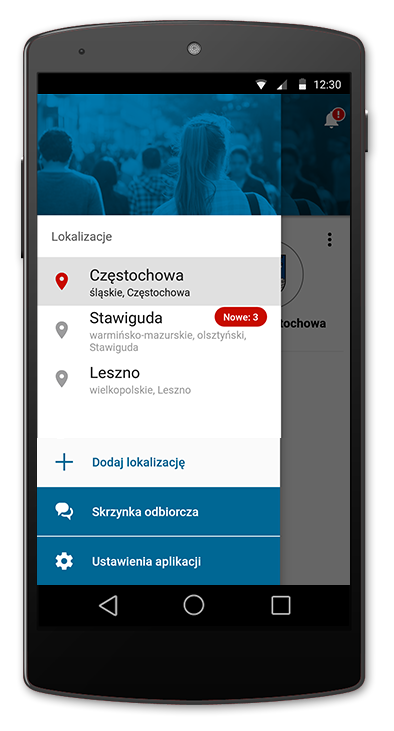 12:30
!
Lokalizacje
Częstochowa
śląskie, Częstochowa
Stawiguda
Nowe: 3
warmińsko-mazurskie, olsztyński,
Stawiguda
tochowa
Leszno
wielkopolskie, Leszno
Dodaj lokalizację
Skrzynka odbiorcza
Ustawienia aplikacji